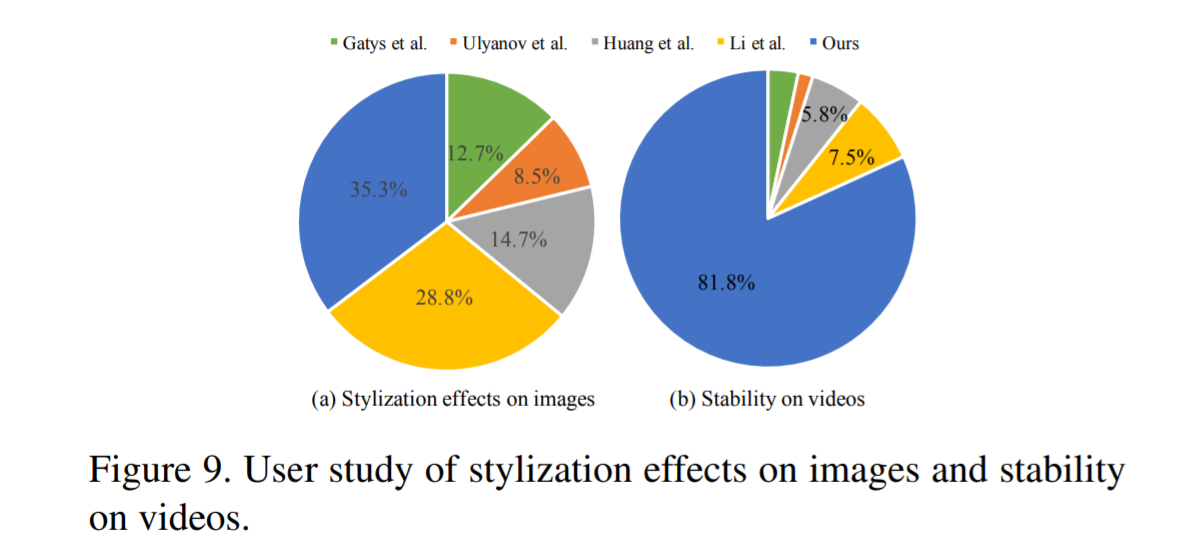 Gatys et al. Ulyanov et al. Huang et al. Li et al. Ours
12.7%
8.5%
14.7%
28.8%
35.3%
5.8%
7.5%
81.8%
(a) Stylization effects on images (b) Stability on videos
Figure 9. User study of stylization effects on images and stability
on videos.